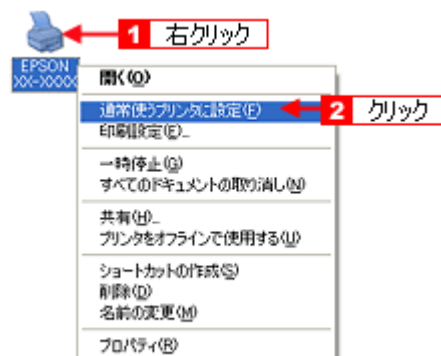 1 右クリック
EPSON
XX-XXXX
開く(O)
通常使うプリンタに設定(F)
2 クリック
印刷設定(E)...
一時停止(G)
すべてのドキュメントの取り消し(N)
共有(H)...
プリンタをオフラインで使用する(U)
ショートカットの作成(S)
削除(D)
名前の変更(M)
プロパティ(R)